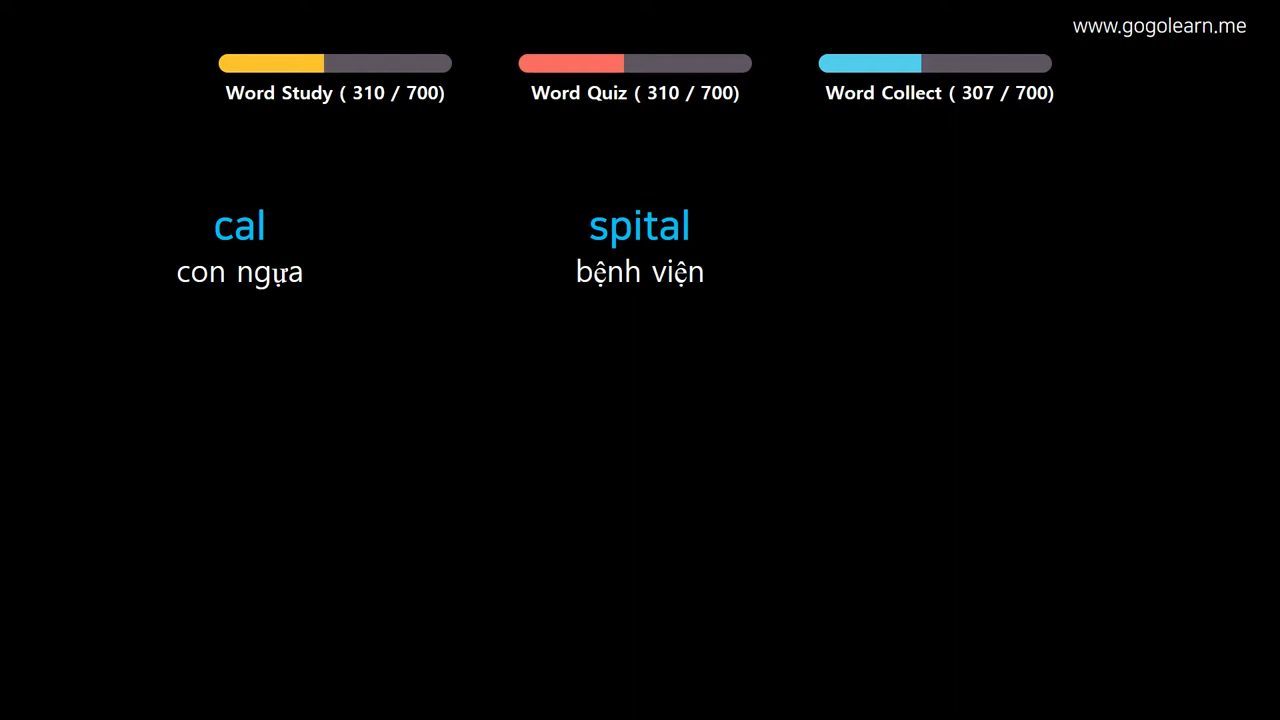 www.gogolearn.me
Word Study ( 310 / 700)
Word Quiz ( 310 / 700)
Word Collect ( 307 / 700)
cal
con ngựa
spital
bệnh viện